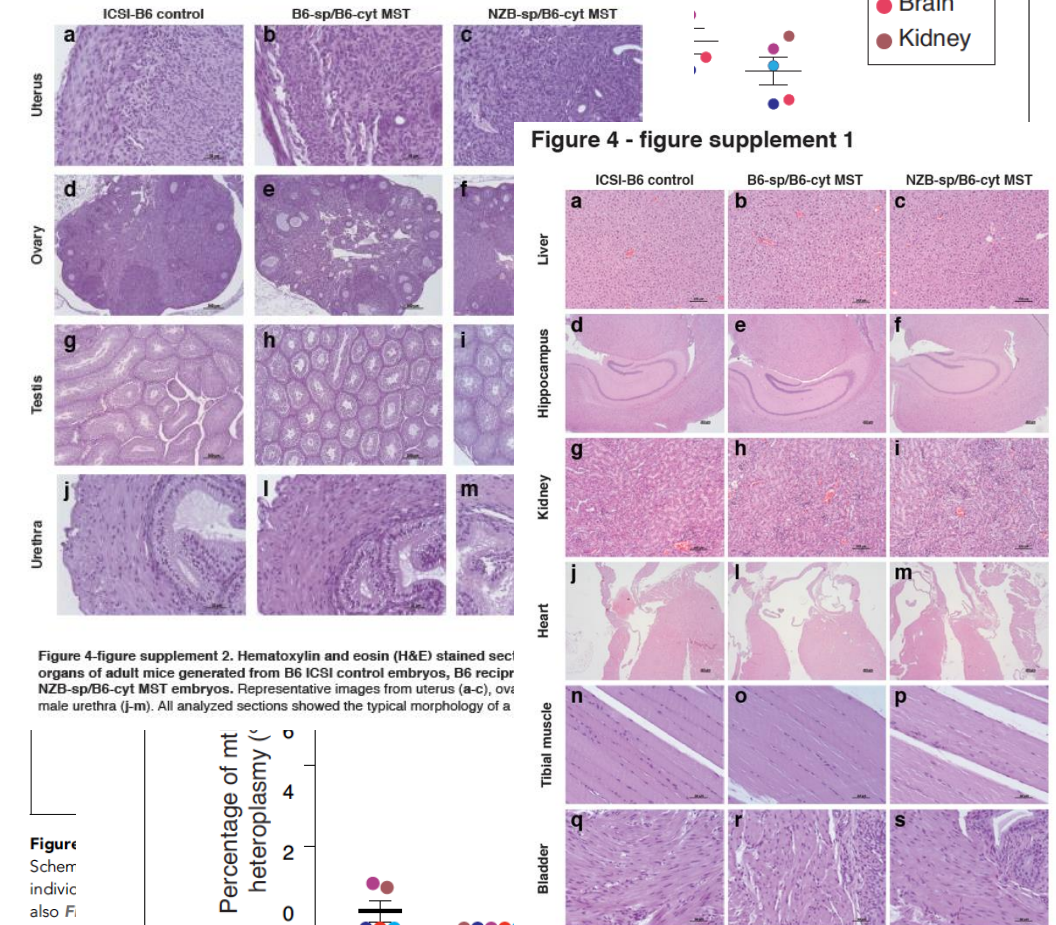 ICSI-B6 control B6-sp/B6-cyt MST NZB-sp/B6-cyt MST
a b c
Uterus
d e f
Ovary
g h i
Testis
j l m
Urethra
Figure 4-figure supplement 2. Hematoxylin and eosin (H&E) stained sect
organs of adult mice generated from B6 ICSI control embryos, B6 recipr
NZB-sp/B6-cyt MST embryos. Representative images from uterus (a-c), ova
male urethra (j-m). All analyzed sections showed the typical morphology of a
Brain
Kidney
Figure 4 - figure supplement 1
ICSI-B6 control B6-sp/B6-cyt MST NZB-sp/B6-cyt MST
a b c
Liver
d e f
Hippocampus
g h i
Kidney
j l m
Heart
n o p
Tibial muscle
q r s
Bladder
Figure
Schem
individ
also Fi
Percentage of mt
heteroplasmy (
6
4
2
0